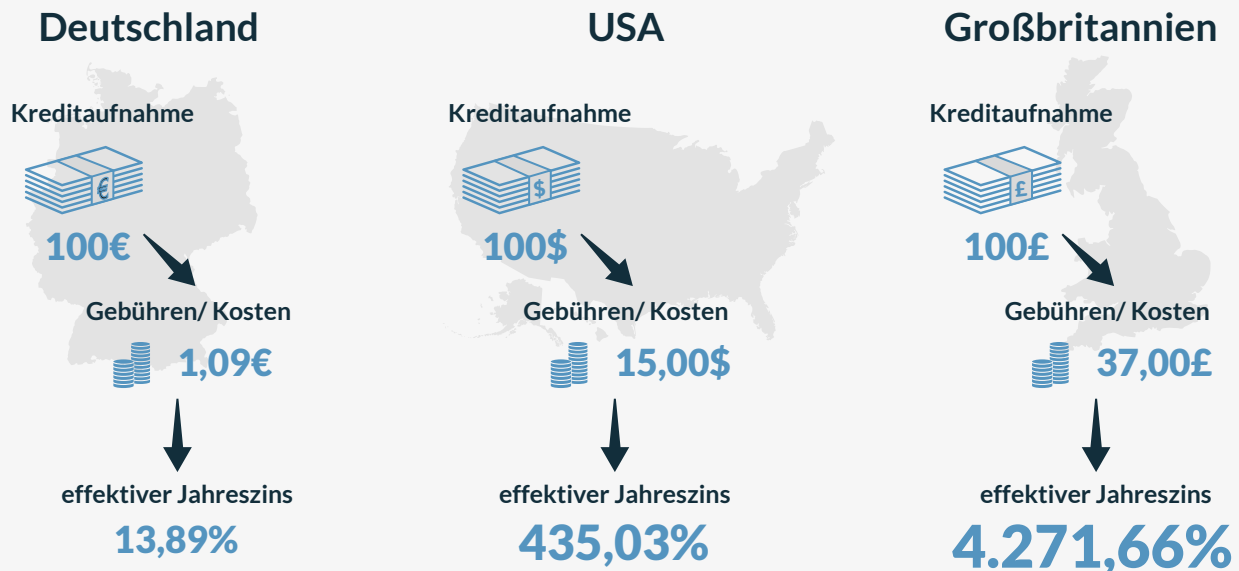 Deutschland
Kreditaufnahme
€
100€
Gebühren/ Kosten
1,09€
effektiver Jahreszins
13,89%
USA
Kreditaufnahme
$
100$
Gebühren/ Kosten
15,00$
effektiver Jahreszins
435,03%
Großbritannien
Kreditaufnahme
£
100£
Gebühren/ Kosten
37,00£
effektiver Jahreszins
4.271,66%